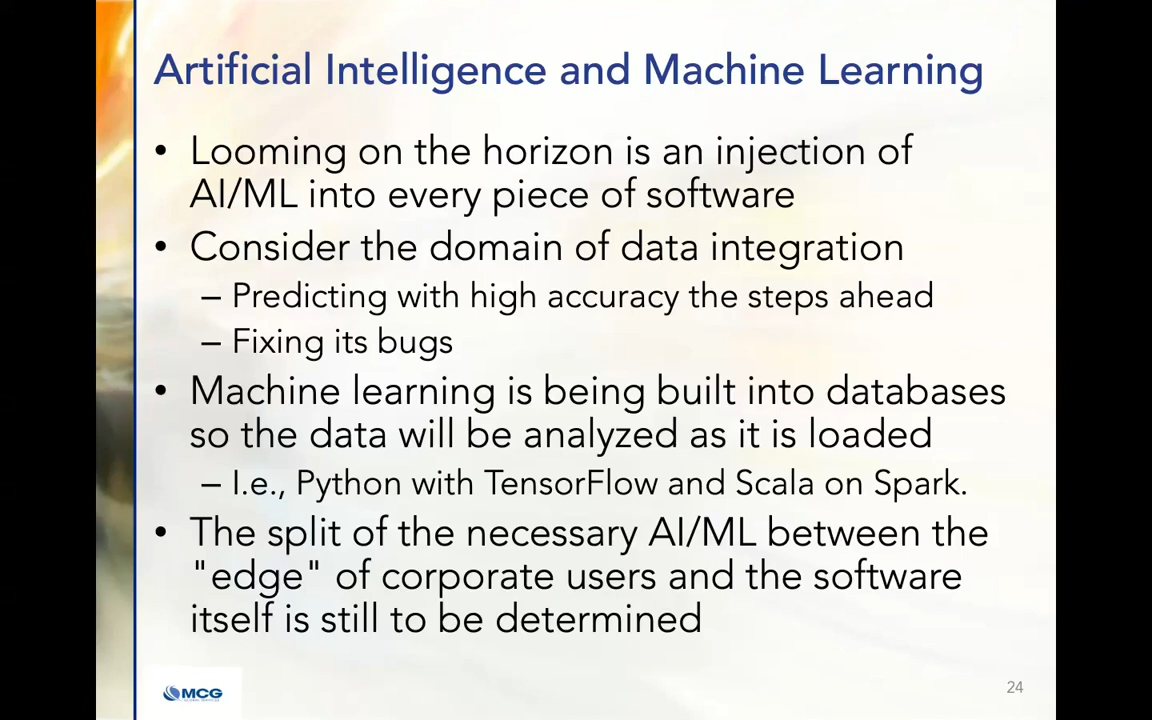 Artificial Intelligence and Machine Learning
• Looming on the horizon is an injection of
AI/ML into every piece of software
• Consider the domain of data integration
– Predicting with high accuracy the steps ahead
– Fixing its bugs
• Machine learning is being built into databases
so the data will be analyzed as it is loaded
– I.e., Python with TensorFlow and Scala on Spark.
• The split of the necessary AI/ML between the
"edge" of corporate users and the software
itself is still to be determined
MCG
24